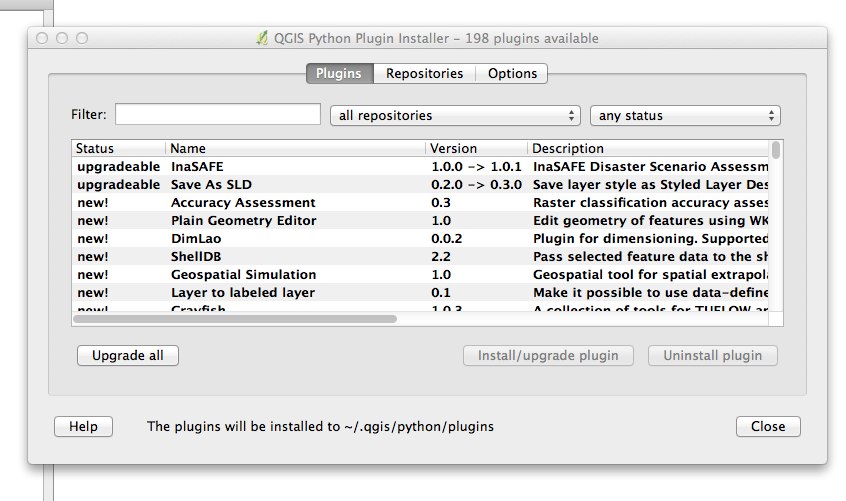 QGIS Python Plugin Installer – 198 plugins available
Plugins Repositories Options
Filter: all repositories any status
Status Name Version Description
upgradeable InaSAFE 1.0.0 -> 1.0.1 InaSAFE Disaster Scenario Assessm
upgradeable Save As SLD 0.2.0 -> 0.3.0 Save layer style as Styled Layer Des
new! Accuracy Assessment 0.3 Raster classification accuracy asses
new! Plain Geometry Editor 1.0 Edit geometry of features using WK
new! DimLao 0.0.2 Plugin for dimensioning. Supported
new! ShellDB 2.2 Pass selected feature data to the sh
new! Geospatial Simulation 1.0 Geospatial tool for spatial extrapol
new! Layer to labeled layer 0.1 Make it possible to use data-define
new! Crayfish 1.0.3 A collection of tools for TUFLOW an
Upgrade all Install/upgrade plugin Uninstall plugin
Help The plugins will be installed to ~/.qgis/python/plugins Close